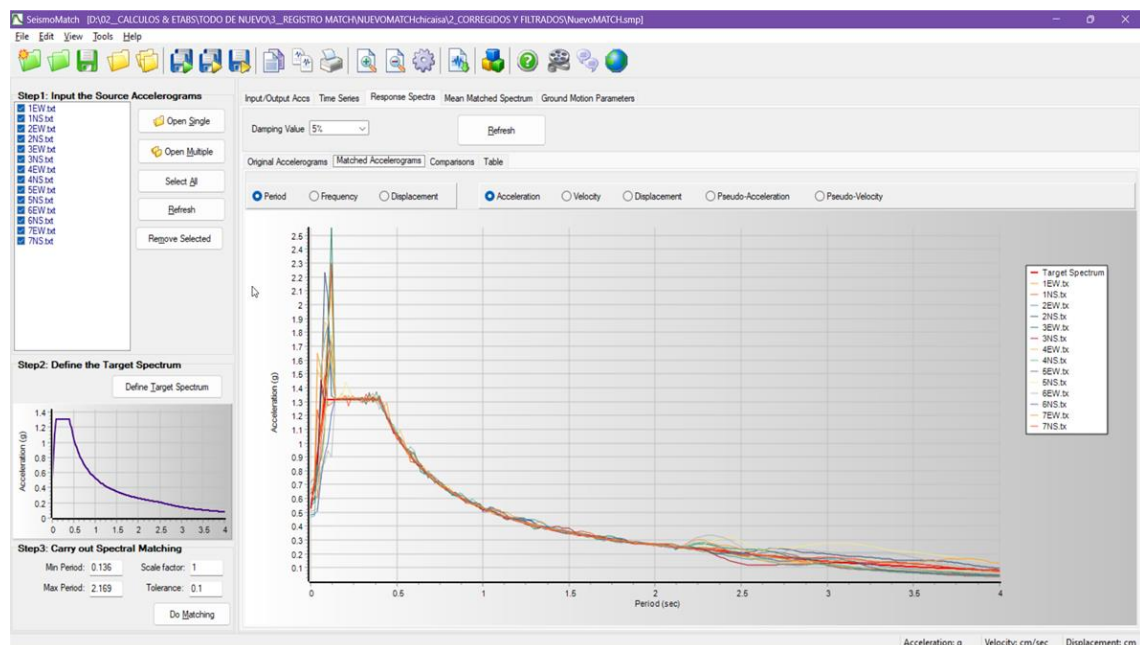 SeismoMatch [D:\02__CALCULOS & ETABS\TODO DE NUEVO\3__REGISTRO MATCH\NUEVOMATCHchicaisa\2_CORREGIDOS Y FILTRADOS\NuevoMATCH.smp]
File Edit View Tools Help
Step1: Input the Source Accelerograms
1EW.txt
1NS.txt
2EW.txt
2NS.txt
3EW.txt
3NS.txt
4EW.txt
4NS.txt
5EW.txt
5NS.txt
6EW.txt
6NS.txt
7EW.txt
7NS.txt
Open Single
Open Multiple
Select All
Refresh
Remove Selected
Step2: Define the Target Spectrum
Define Target Spectrum
1.4
1.2
1
0.8
0.6
0.4
0.2
0
Acceleration (g)
0 0.5 1 1.5 2 2.5 3 3.5 4
Step3: Carry out Spectral Matching
Min Period: 0.136 Scale factor: 1
Max Period: 2.169 Tolerance: 0.1
Do Matching
Input/Output Accs Time Series Response Spectra Mean Matched Spectrum Ground Motion Parameters
Damping Value 5% Refresh
Original Accelerograms Matched Accelerograms Comparisons Table
Period Frequency Displacement Acceleration Velocity Displacement Pseudo-Acceleration Pseudo-Velocity
2.5
2.4
2.3
2.2
2.1
2
1.9
1.8
1.7
1.6
1.5
1.4
1.3
1.2
1.1
1
0.9
0.8
0.7
0.6
0.5
0.4
0.3
0.2
0.1
Acceleration (g)
0 0.5 1 1.5 2 2.5 3 3.5 4
Period (sec)
Target Spectrum
1EW.tx
1NS.tx
2EW.tx
2NS.tx
3EW.tx
3NS.tx
4EW.tx
4NS.tx
5EW.tx
5NS.tx
6EW.tx
6NS.tx
7EW.tx
7NS.tx
Acceleration: g Velocity: cm/sec Displacement: cm